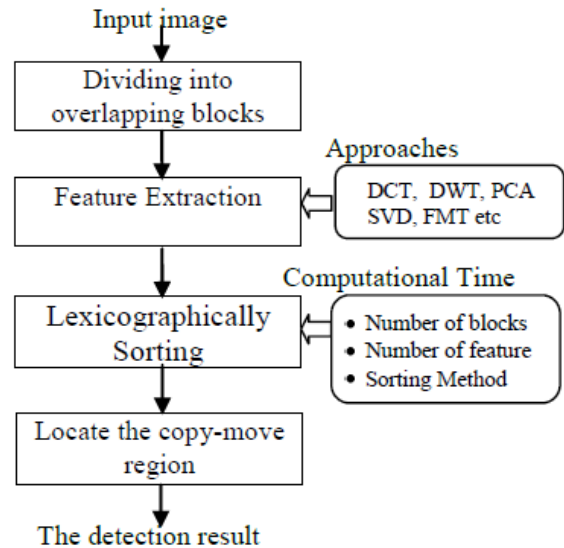 Input image
Dividing into
overlapping blocks
Approaches
Feature Extraction
DCT, DWT, PCA
SVD, FMT etc
Computational Time
Lexicographically
Sorting
• Number of blocks
• Number of feature
• Sorting Method
Locate the copy-move
region
The detection result